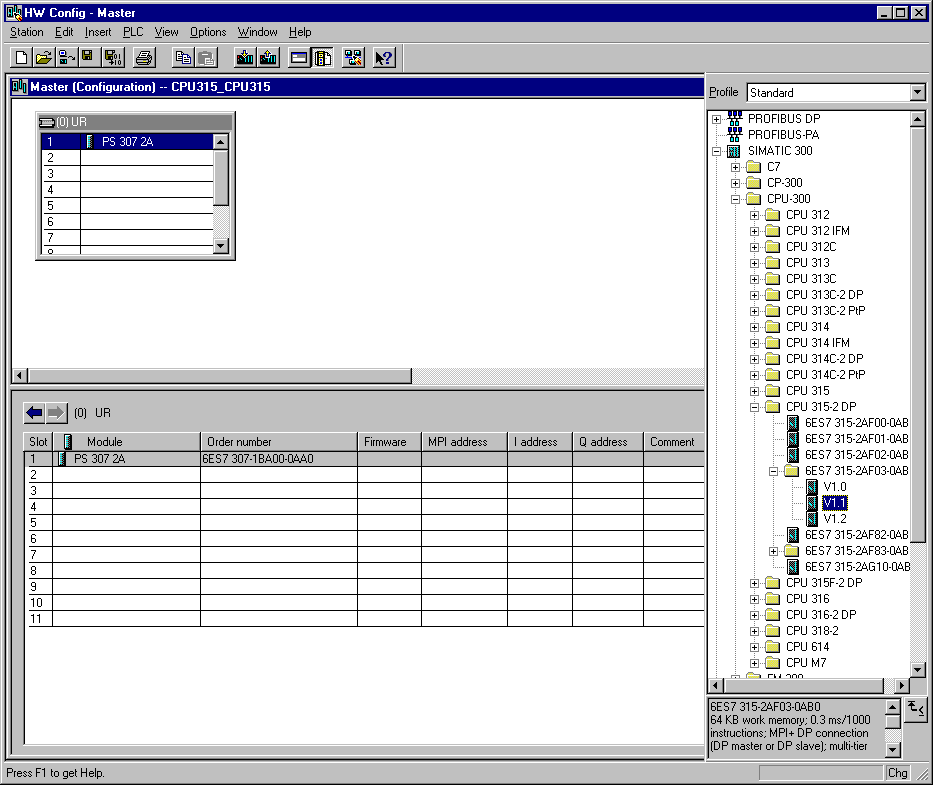 HW Config - Master
Station Edit Insert PLC View Options Window Help
Master (Configuration) -- CPU315_CPU315
(0) UR
1 PS 307 2A
2
3
4
5
6
7
8
(0) UR
Slot Module Order number Firmware MPI address I address Q address Comment
1 PS 307 2A 6ES7 307-1BA00-0AA0
2
3
4
5
6
7
8
9
10
11
Profile Standard
PROFIBUS DP
PROFIBUS-PA
SIMATIC 300
C7
CP-300
CPU-300
CPU 312
CPU 312 IFM
CPU 312C
CPU 313
CPU 313C
CPU 313C-2 DP
CPU 313C-2 PtP
CPU 314
CPU 314 IFM
CPU 314C-2 DP
CPU 314C-2 PtP
CPU 315
CPU 315-2 DP
6ES7 315-2AF00-0AB
6ES7 315-2AF01-0AB
6ES7 315-2AF02-0AB
6ES7 315-2AF03-0AB
V1.0
V1.1
V1.2
6ES7 315-2AF82-0AB
6ES7 315-2AF83-0AB
6ES7 315-2AG10-0AB
CPU 315F-2 DP
CPU 316
CPU 316-2 DP
CPU 318-2
CPU 614
CPU M7
FM-300
6ES7 315-2AF03-0AB0
64 KB work memory; 0.3 ms/1000
instructions; MPI+ DP connection
(DP master or DP slave); multi-tier
Press F1 to get Help.
Chg